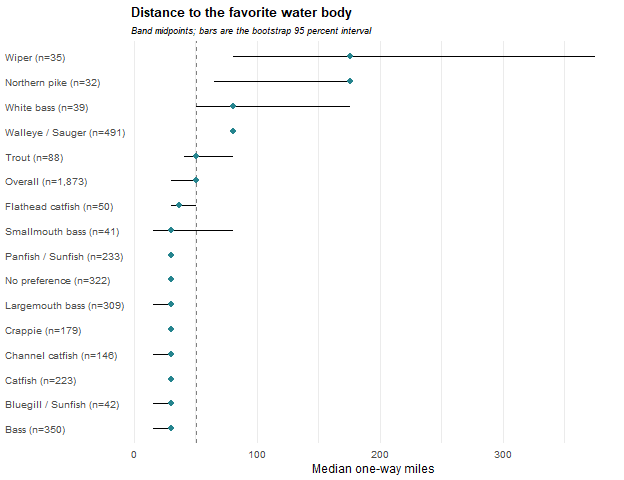 Distance to the favorite water body
Band midpoints; bars are the bootstrap 95 percent interval
Wiper (n=35)
Northern pike (n=32)
White bass (n=39)
Walleye / Sauger (n=491)
Trout (n=88)
Overall (n=1,873)
Flathead catfish (n=50)
Smallmouth bass (n=41)
Panfish / Sunfish (n=233)
No preference (n=322)
Largemouth bass (n=309)
Crappie (n=179)
Channel catfish (n=146)
Catfish (n=223)
Bluegill / Sunfish (n=42)
Bass (n=350)
0 100 200 300
Median one-way miles